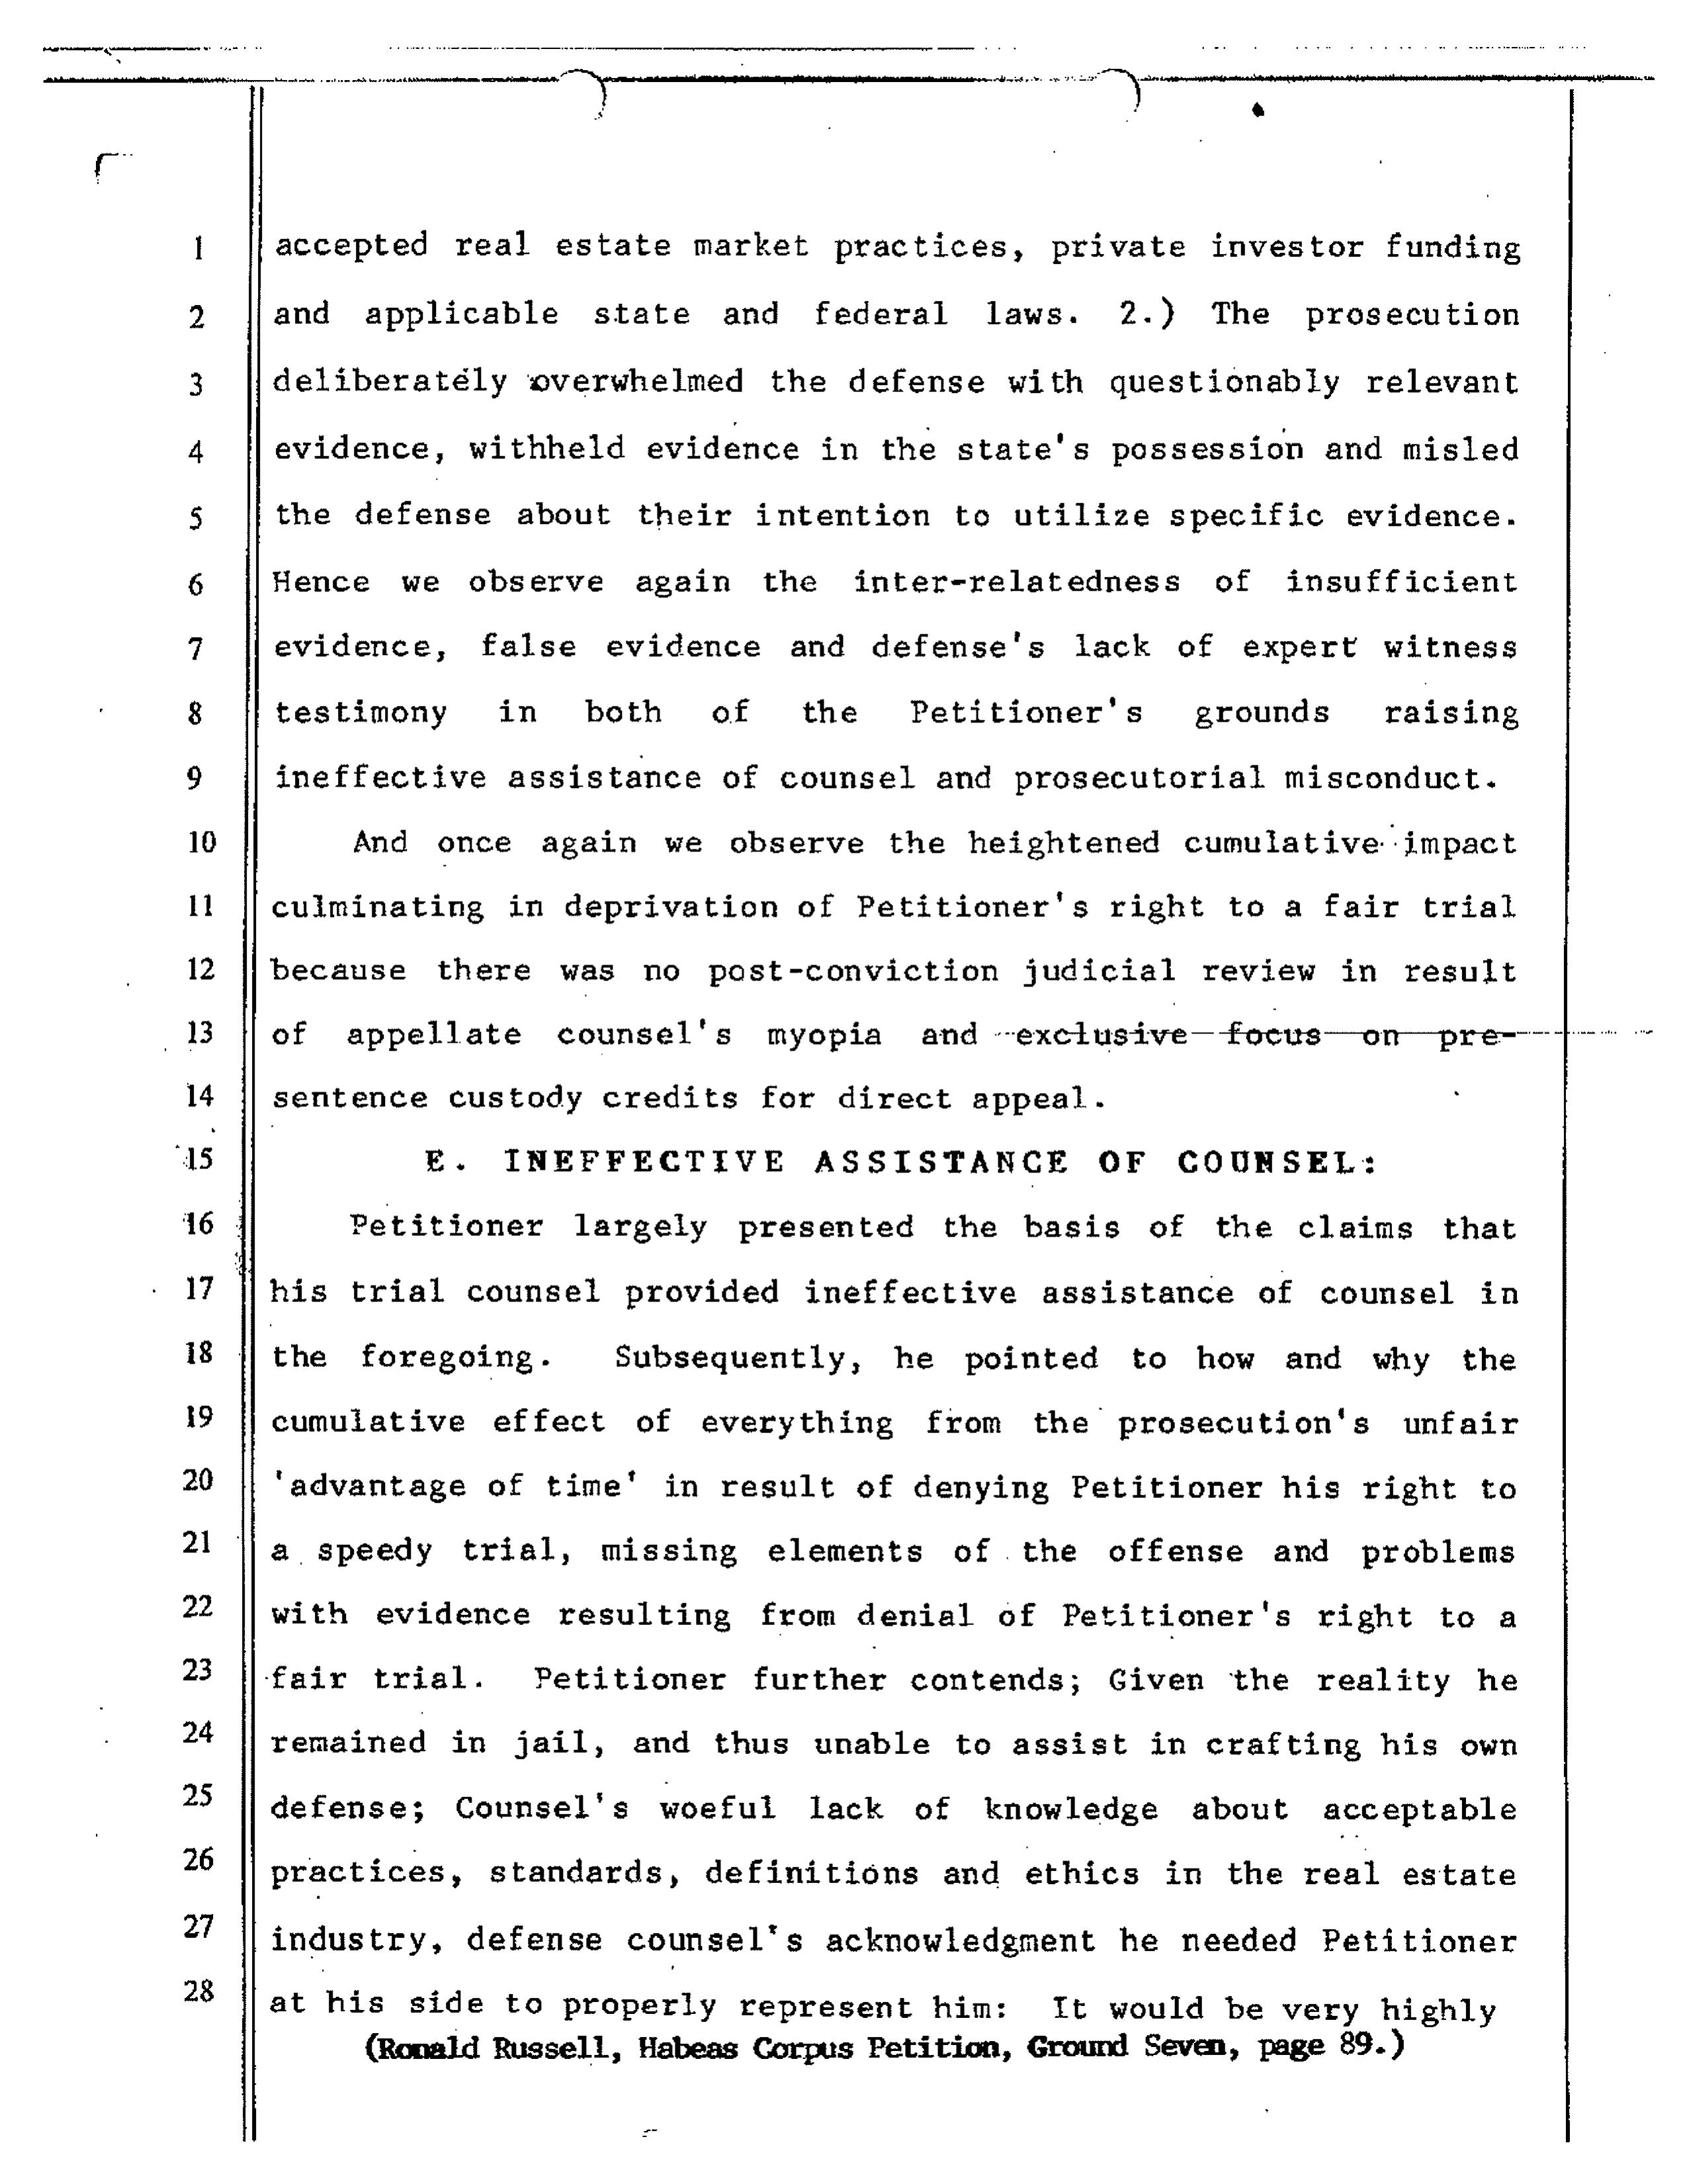 1 accepted real estate market practices, private investor funding
2 and applicable state and federal laws. 2.) The prosecution
3 deliberately overwhelmed the defense with questionably relevant
4 evidence, withheld evidence in the state's possession and misled
5 the defense about their intention to utilize specific evidence.
6 Hence we observe again the inter-relatedness of insufficient
7 evidence, false evidence and defense's lack of expert witness
8 testimony in both of the Petitioner's grounds raising
9 ineffective assistance of counsel and prosecutorial misconduct.
10 And once again we observe the heightened cumulative impact
11 culminating in deprivation of Petitioner's right to a fair trial
12 because there was no post-conviction judicial review in result
13 of appellate counsel's myopia and exclusive focus on pre-
14 sentence custody credits for direct appeal.
15 E. INEFFECTIVE ASSISTANCE OF COUNSEL:
16 Petitioner largely presented the basis of the claims that
17 his trial counsel provided ineffective assistance of counsel in
18 the foregoing. Subsequently, he pointed to how and why the
19 cumulative effect of everything from the prosecution's unfair
20 'advantage of time' in result of denying Petitioner his right to
21 a speedy trial, missing elements of the offense and problems
22 with evidence resulting from denial of Petitioner's right to a
23 fair trial. Petitioner further contends; Given the reality he
24 remained in jail, and thus unable to assist in crafting his own
25 defense; Counsel's woeful lack of knowledge about acceptable
26 practices, standards, definitions and ethics in the real estate
27 industry, defense counsel's acknowledgment he needed Petitioner
28 at his side to properly represent him: It would be very highly
(Ronald Russell, Habeas Corpus Petition, Ground Seven, page 89.)